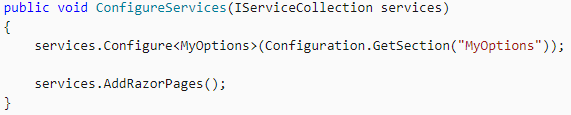 public void ConfigureServices(IServiceCollection services)
{
    services.Configure<MyOptions>(Configuration.GetSection("MyOptions"));

    services.AddRazorPages();
}